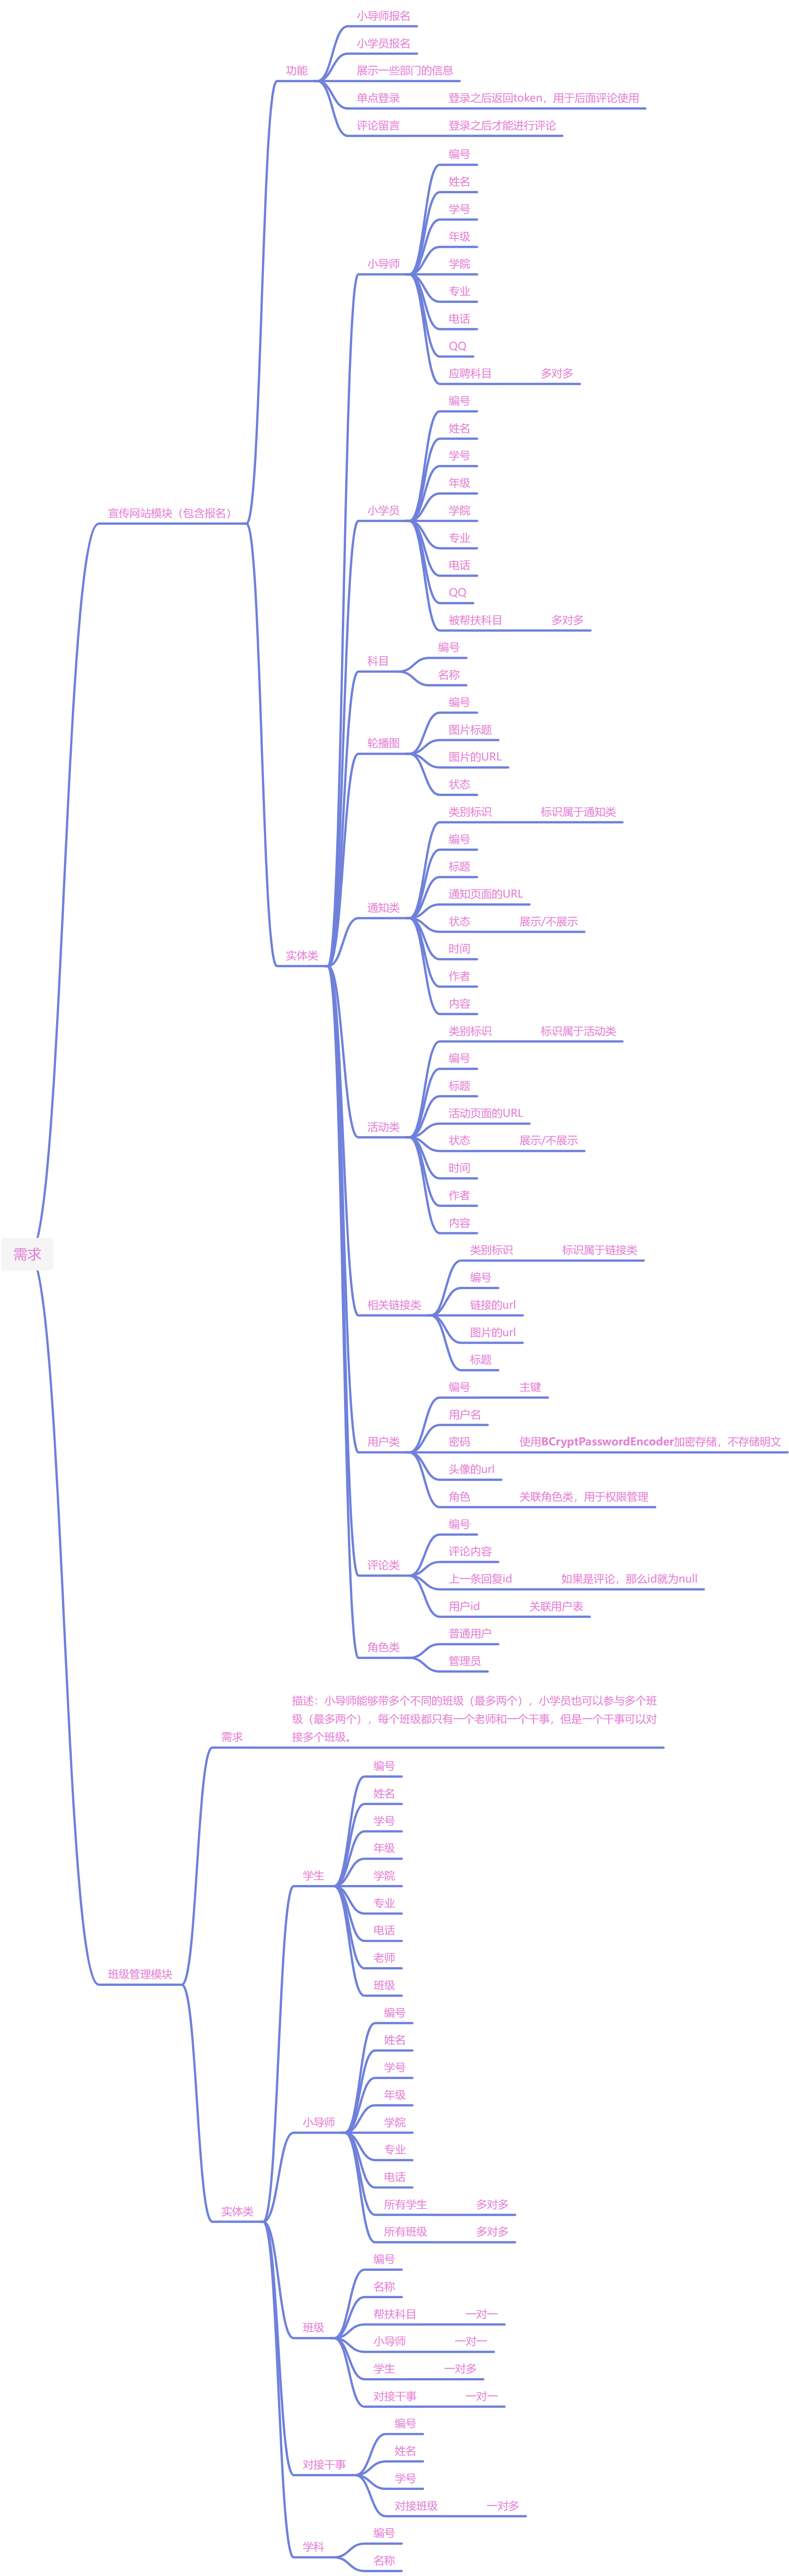 小导师报名
小学员报名
功能
展示一些部门的信息
单点登录 登录之后返回token，用于后面评论使用
评论留言 登录之后才能进行评论
编号
姓名
学号
年级
小导师
学院
专业
电话
QQ
应聘科目 多对多
编号
姓名
学号
年级
小学员
学院
宣传网站模块（包含报名）
专业
电话
QQ
被帮扶科目 多对多
编号
科目
名称
编号
图片标题
轮播图
图片的URL
状态
类别标识 标识属于通知类
编号
标题
通知页面的URL
通知类
状态 展示/不展示
时间
实体类
作者
内容
类别标识 标识属于活动类
编号
标题
活动页面的URL
活动类
状态 展示/不展示
时间
作者
内容
需求
类别标识 标识属于链接类
编号
相关链接类
链接的url
图片的url
标题
编号 主键
用户名
用户类
密码 使用BCryptPasswordEncoder加密存储，不存储明文
头像的url
角色 关联角色类，用于权限管理
编号
评论内容
评论类
上一条回复id 如果是评论，那么id就为null
用户id 关联用户表
普通用户
角色类
管理员
描述：小导师能够带多个不同的班级（最多两个），小学员也可以参与多个班
级（最多两个），每个班级都只有一个老师和一个干事，但是一个干事可以对
需求 接多个班级。
编号
姓名
学号
年级
学生
学院
专业
电话
老师
班级管理模块
班级
编号
姓名
学号
年级
小导师
学院
专业
电话
所有学生 多对多
实体类
所有班级 多对多
编号
名称
帮扶科目 一对一
班级
小导师 一对一
学生 一对多
对接干事 一对一
编号
姓名
对接干事
学号
对接班级 一对多
编号
学科
名称